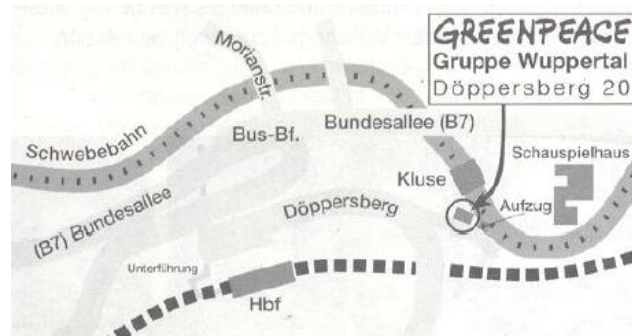 GREENPEACE
Gruppe Wuppertal
Döppersberg 20
Morianstr.
Schwebebahn
Bus-Bf.
Bundesallee (B7)
Schauspielhaus
Kluse
(B7) Bundesallee
Döppersberg
Aufzug
Unterführung
Hbf